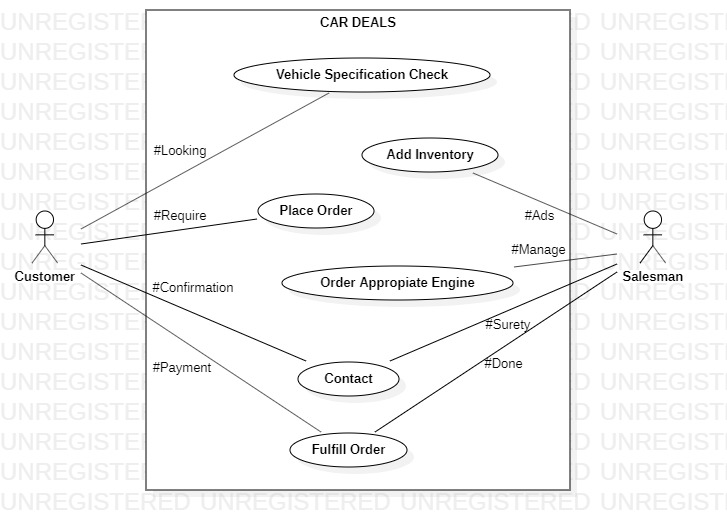 CAR DEALS
Vehicle Specification Check
#Looking
Add Inventory
#Require
Place Order
#Ads
#Manage
Customer
Order Appropiate Engine
Salesman
#Confirmation
#Surety
#Payment
Contact
#Done
Fulfill Order
UNREGISTERED UNREGISTERED UNREGISTERED UNREGISTERED